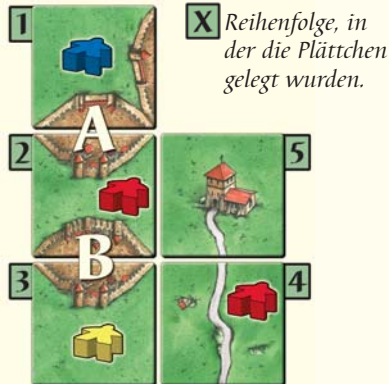 1
X Reihenfolge, in
der die Plättchen
gelegt wurden.
A
2
5
B
3
4